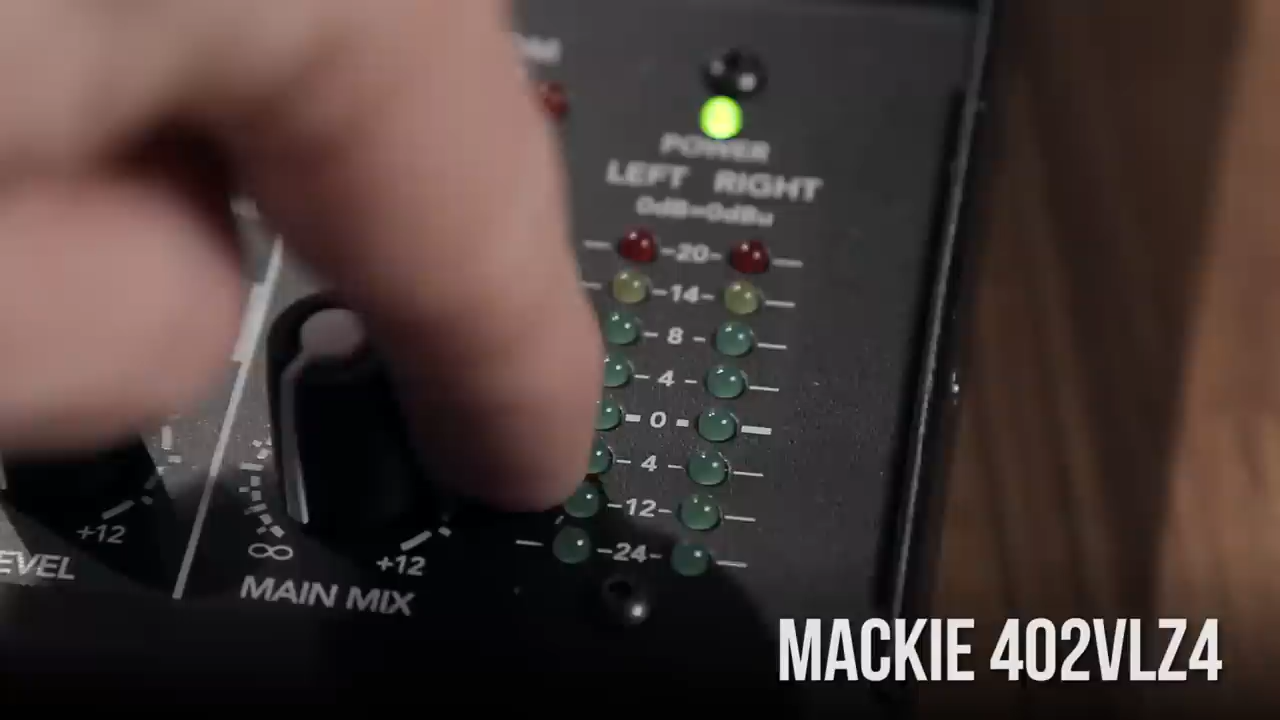 POWER
LEFT RIGHT
0dB=0dBu
-20-
-14-
- 8 -
- 4 -
- 0 -
- 4 -
-12-
-24-
+12
∞
+12
EVEL
MAIN MIX
MACKIE 402VLZ4